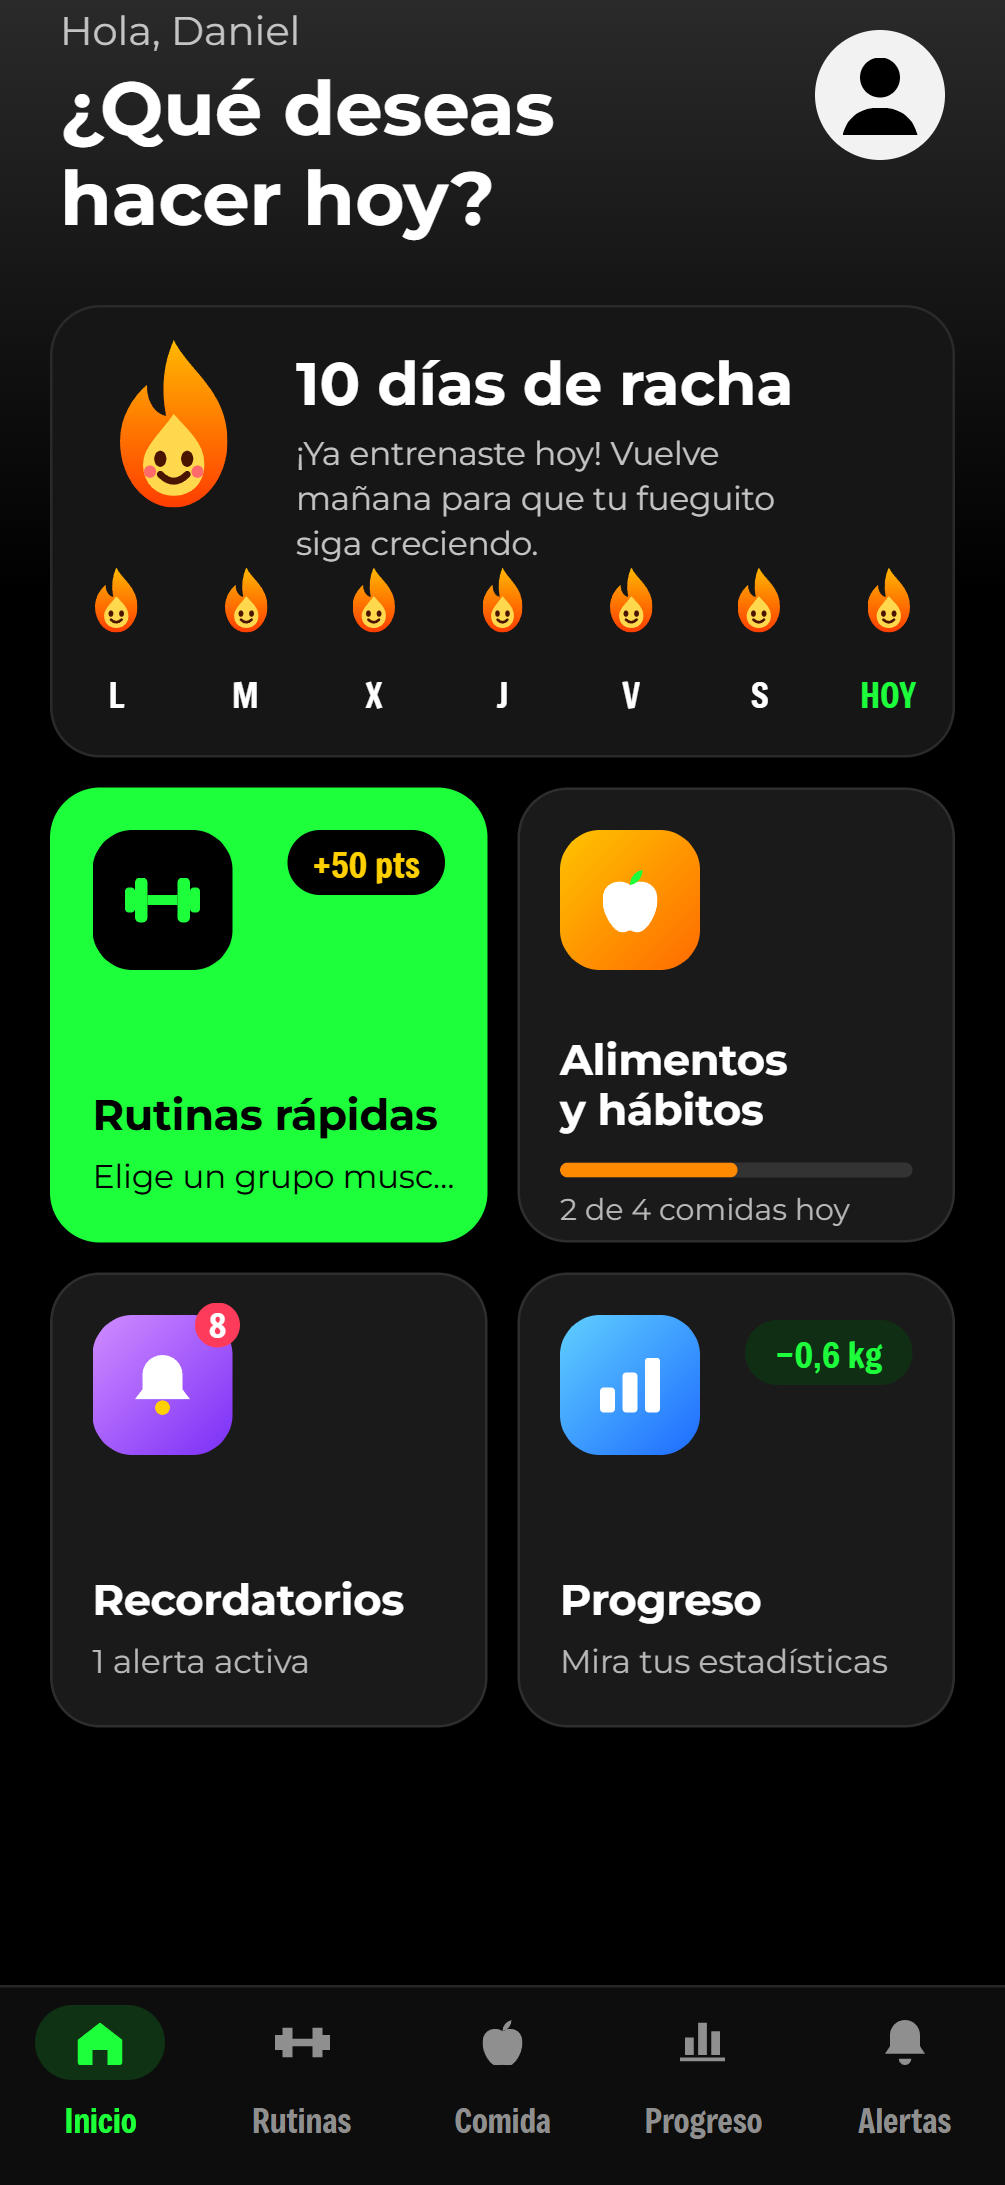 Hola, Daniel
¿Qué deseas
hacer hoy?
10 días de racha
¡Ya entrenaste hoy! Vuelve
mañana para que tu fueguito
siga creciendo.
L M X J V S HOY
+50 pts
Rutinas rápidas
Elige un grupo musc...
Alimentos
y hábitos
2 de 4 comidas hoy
8
Recordatorios
1 alerta activa
−0,6 kg
Progreso
Mira tus estadísticas
Inicio Rutinas Comida Progreso Alertas